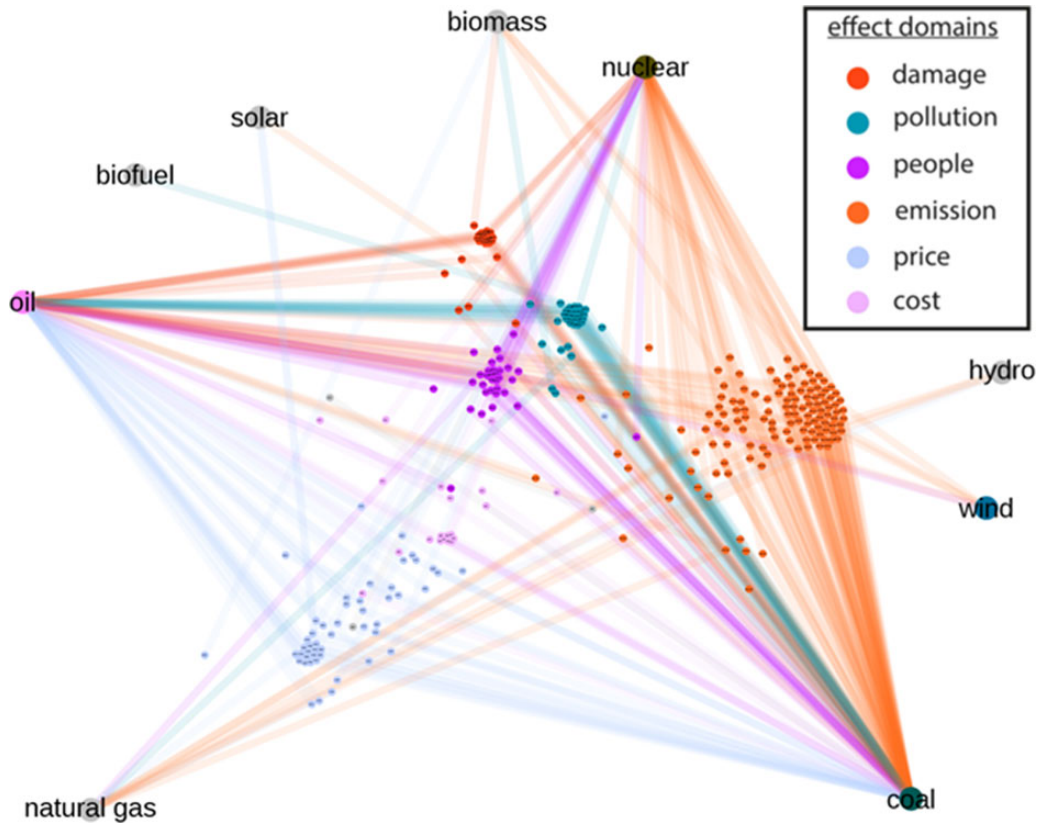 biomass
nuclear
solar
biofuel
oil
hydro
wind
natural gas
coal
effect domains
damage
pollution
people
emission
price
cost